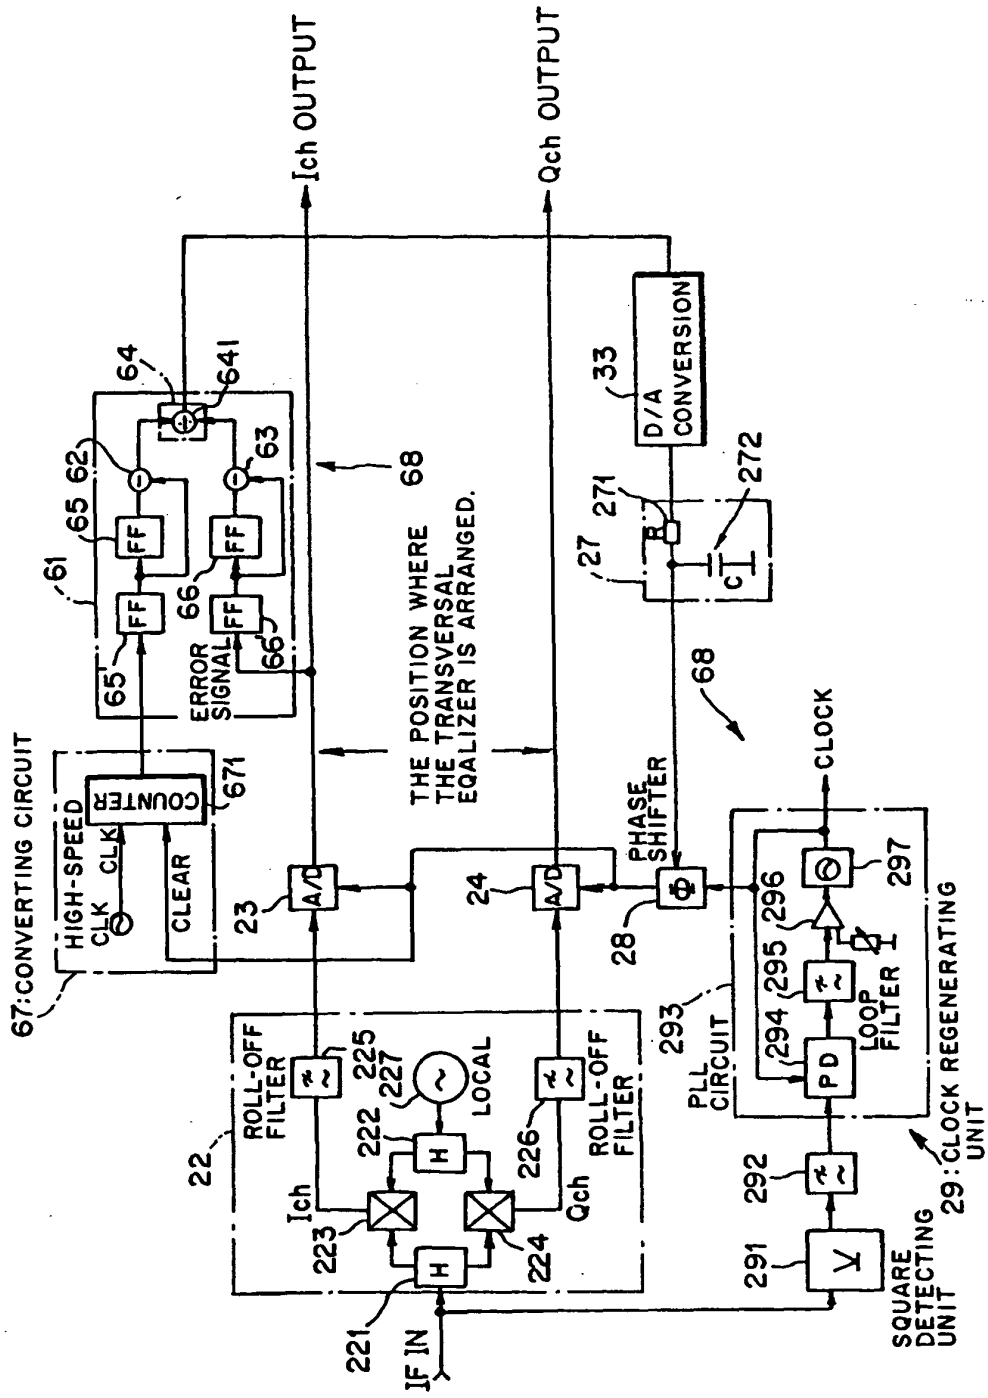 67:CONVERTING CIRCUIT
HIGH-SPEED
CLK
CLK
CLEAR
COUNTER
671
61
65'
FF
65
FF
62
64
641
66'
FF
66
FF
63
ERROR
SIGNAL
Ich OUTPUT
68
23
A/D
THE POSITION WHERE
THE TRANSVERSAL
EQALIZER IS ARRANGED.
24
A/D
Qch OUTPUT
22
ROLL-OFF
FILTER
225
227
LOCAL
222
H
Ich
223
224
Qch
226
ROLL-OFF
FILTER
221
H
IF IN
28
Φ
PHASE
SHIFTER
27
R
271
C
272
33
D/A
CONVERSION
68
293
PLL
CIRCUIT
294
PD
295
LOOP
FILTER
296
297
CLOCK
292
291
V
SQUARE
DETECTING
UNIT
29:CLOCK REGENERATING
UNIT